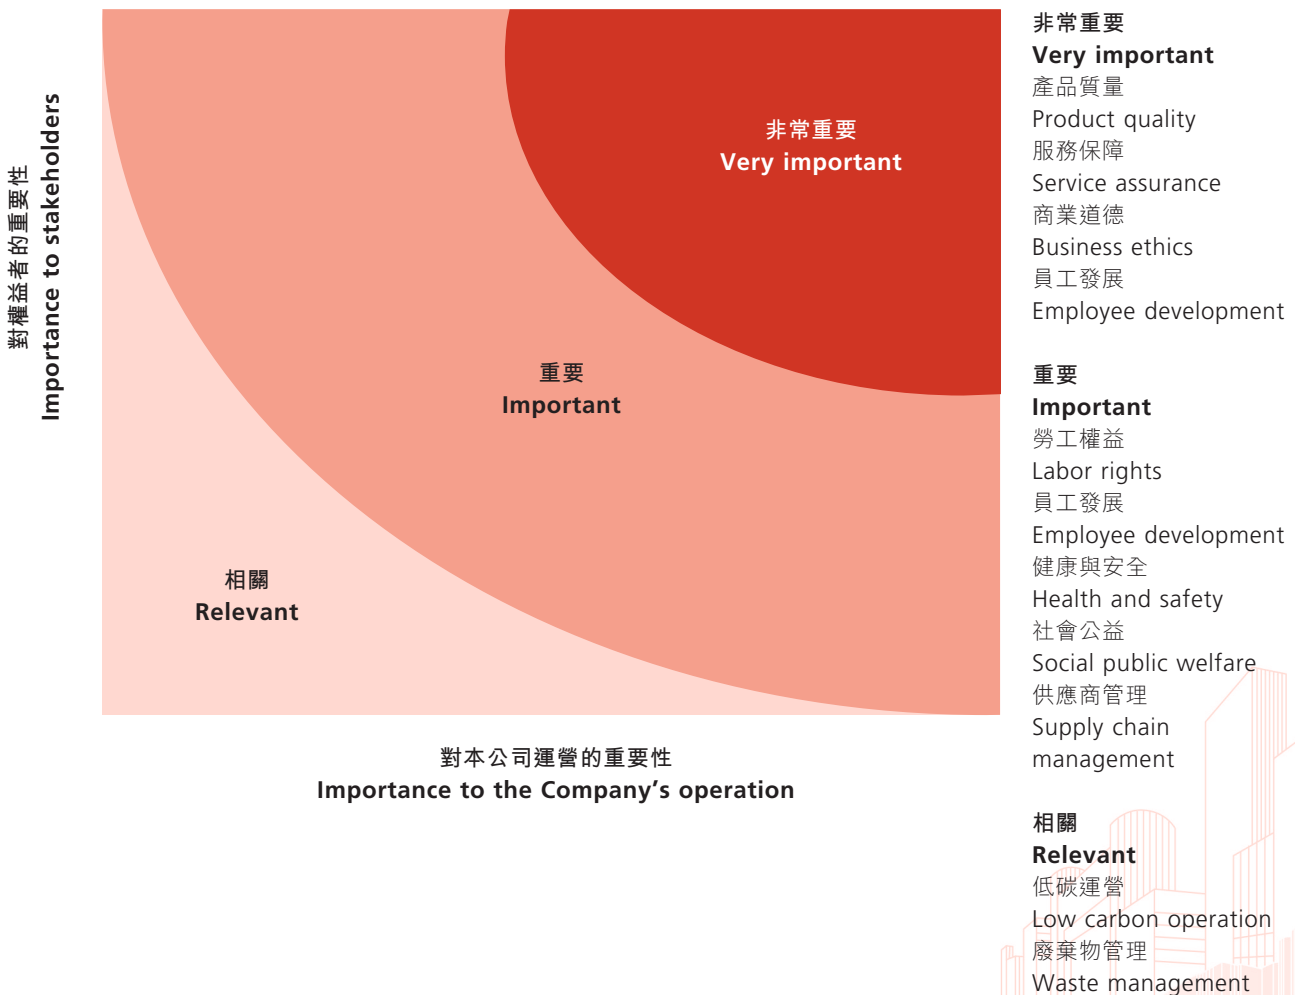 對權益者的重要性
Importance to stakeholders
非常重要
Very important
重要
Important
相關
Relevant
對本公司運營的重要性
Importance to the Company’s operation
非常重要
Very important
產品質量
Product quality
服務保障
Service assurance
商業道德
Business ethics
員工發展
Employee development
重要
Important
勞工權益
Labor rights
員工發展
Employee development
健康與安全
Health and safety
社會公益
Social public welfare
供應商管理
Supply chain
management
相關
Relevant
低碳運營
Low carbon operation
廢棄物管理
Waste management